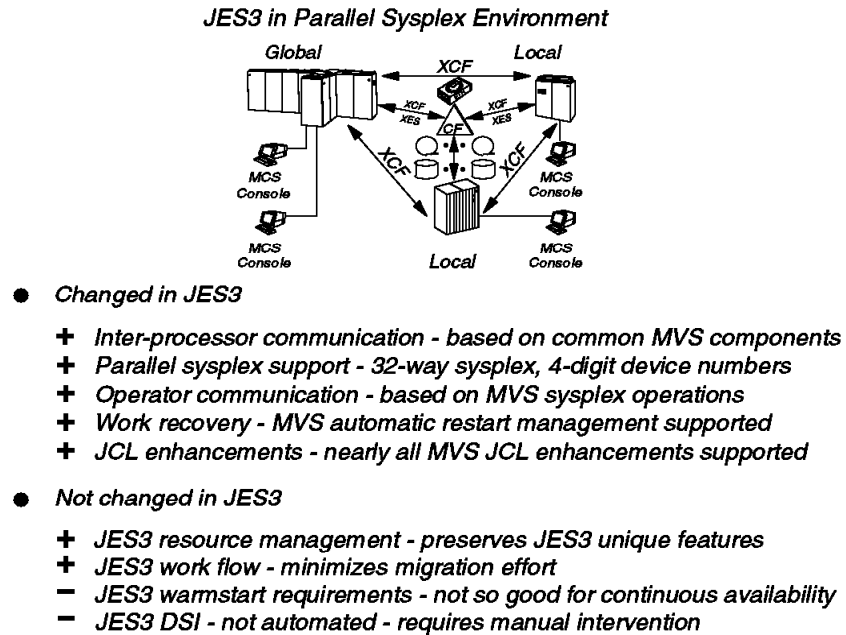 JES3 in Parallel Sysplex Environment
Global
Local
XCF
XCF
XES
XCF
XES
CF
XCF
XCF
MCS
Console
MCS
Console
MCS
Console
MCS
Console
Local
● Changed in JES3
+ Inter-processor communication - based on common MVS components
+ Parallel sysplex support - 32-way sysplex, 4-digit device numbers
+ Operator communication - based on MVS sysplex operations
+ Work recovery - MVS automatic restart management supported
+ JCL enhancements - nearly all MVS JCL enhancements supported
● Not changed in JES3
+ JES3 resource management - preserves JES3 unique features
+ JES3 work flow - minimizes migration effort
− JES3 warmstart requirements - not so good for continuous availability
− JES3 DSI - not automated - requires manual intervention